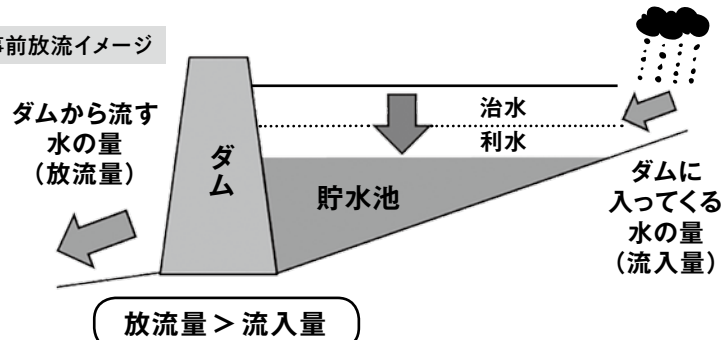 前放流イメージ
ダムから流す
水の量
（放流量）
ダム
治水
利水
貯水池
ダムに
入ってくる
水の量
（流入量）
放流量＞流入量